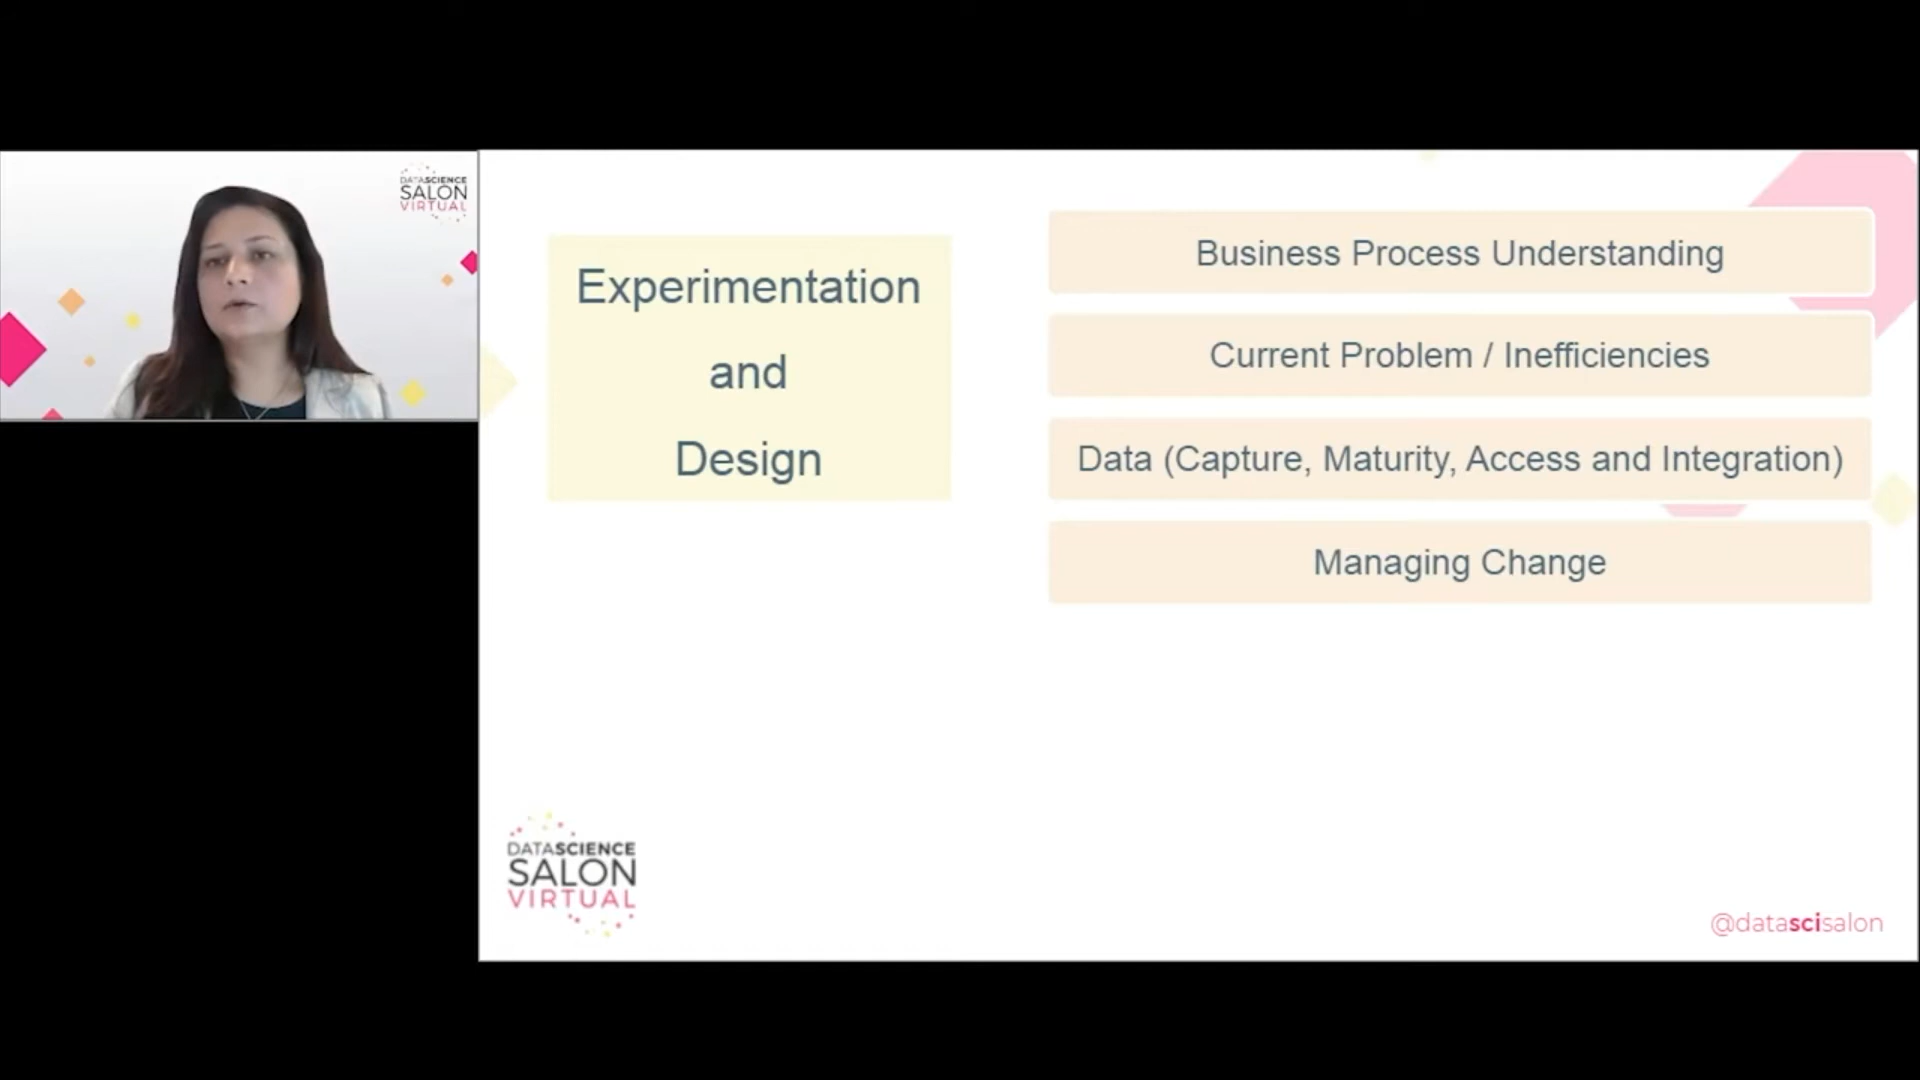 DATASCIENCE
SALON
VIRTUAL
Experimentation
and
Design
Business Process Understanding
Current Problem / Inefficiencies
Data (Capture, Maturity, Access and Integration)
Managing Change
DATASCIENCE
SALON
VIRTUAL
@datascisalon